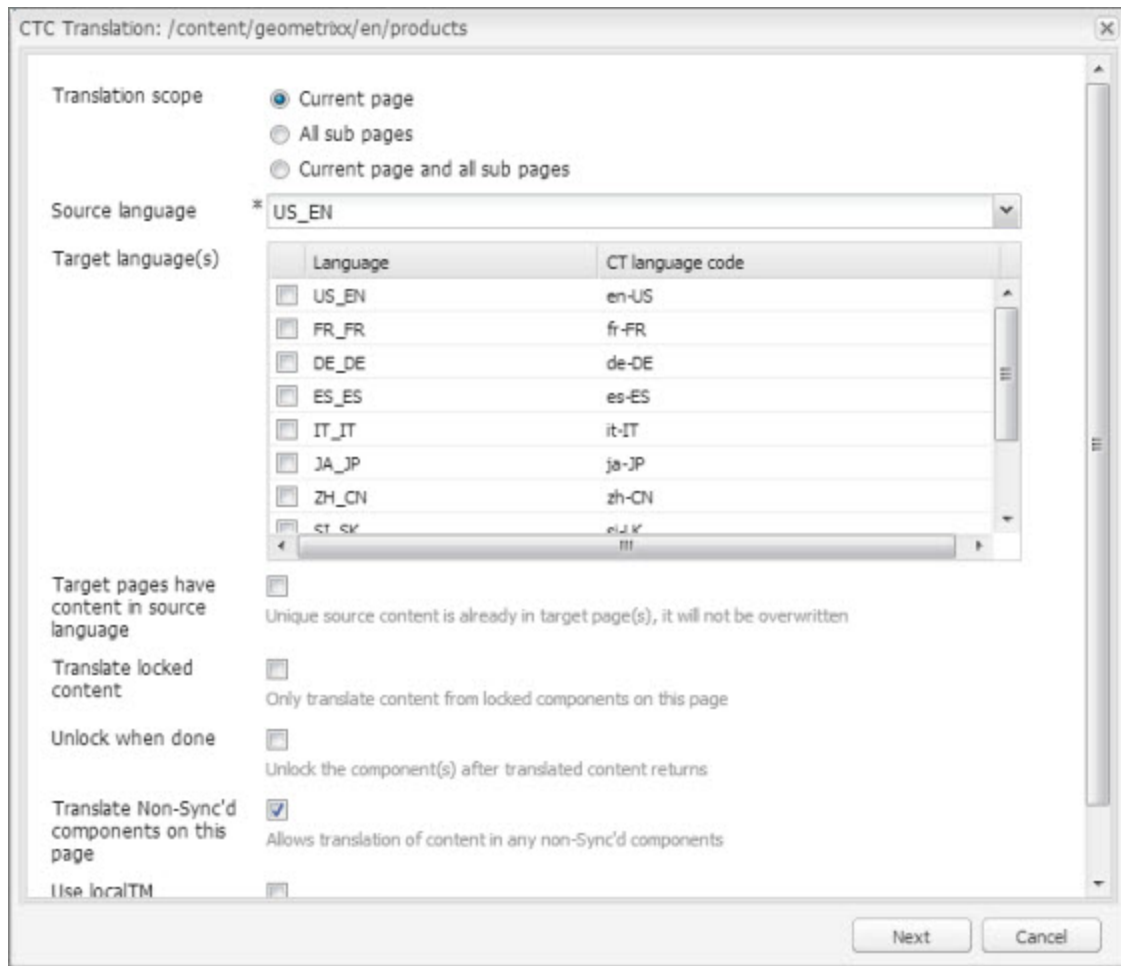 CTC Translation: /content/geometrixx/en/products
Translation scope
Current page
All sub pages
Current page and all sub pages
Source language * US_EN
Target language(s)
Language CT language code
US_EN en-US
FR_FR fr-FR
DE_DE de-DE
ES_ES es-ES
IT_IT it-IT
JA_JP ja-JP
ZH_CN zh-CN
SI_SK si-LK
Target pages have
content in source
language
Unique source content is already in target page(s), it will not be overwritten
Translate locked
content
Only translate content from locked components on this page
Unlock when done
Unlock the component(s) after translated content returns
Translate Non-Sync'd
components on this
page
Allows translation of content in any non-Sync'd components
Use localTM
Next Cancel